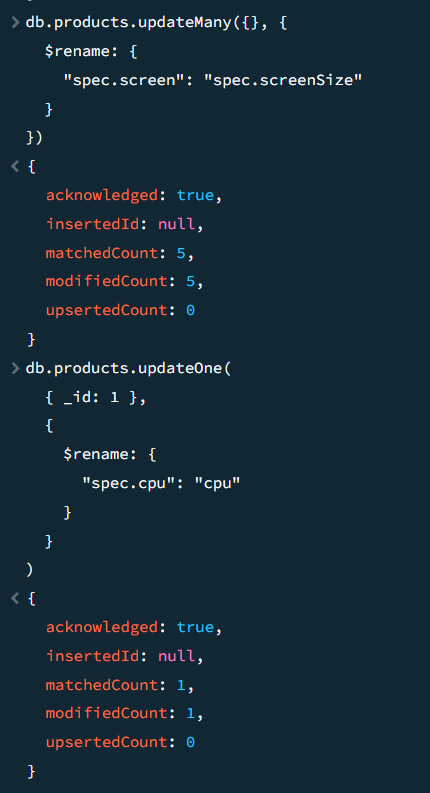 > db.products.updateMany({}, {
    $rename: {
      "spec.screen": "spec.screenSize"
    }
  })
< {
    acknowledged: true,
    insertedId: null,
    matchedCount: 5,
    modifiedCount: 5,
    upsertedCount: 0
  }
> db.products.updateOne(
    { _id: 1 },
    {
      $rename: {
        "spec.cpu": "cpu"
      }
    }
  )
< {
    acknowledged: true,
    insertedId: null,
    matchedCount: 1,
    modifiedCount: 1,
    upsertedCount: 0
  }